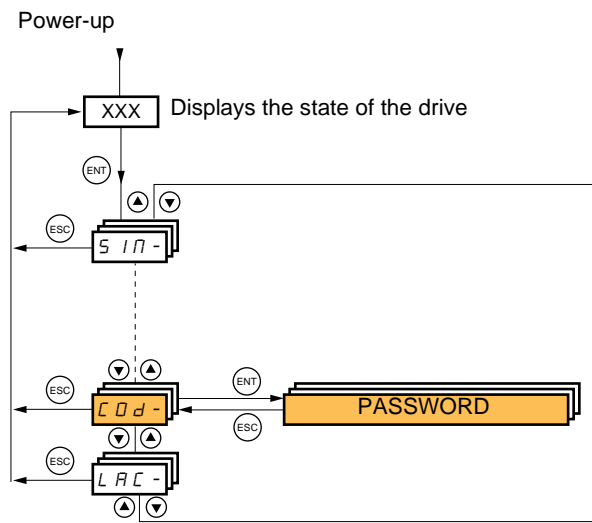 Power-up
XXX Displays the state of the drive
ENT
ESC
SIM-
ESC
ENT
COd- PASSWORD
ESC
ESC
LAC-